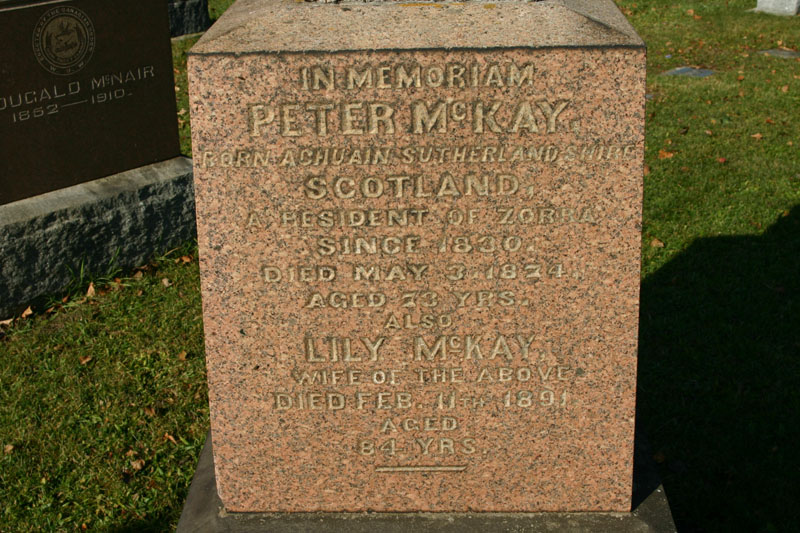 OUGALD McNAIR
1852 — 1910.
IN MEMORIAM
PETER McKAY.
BORN ACHUAIN SUTHERLANDSHIRE
SCOTLAND.
A RESIDENT OF ZORRA
SINCE 1830.
DIED MAY 3. 1874.
AGED 73 YRS.
ALSO
LILY McKAY.
WIFE OF THE ABOVE
DIED FEB. 11TH 1891
AGED
84 YRS.